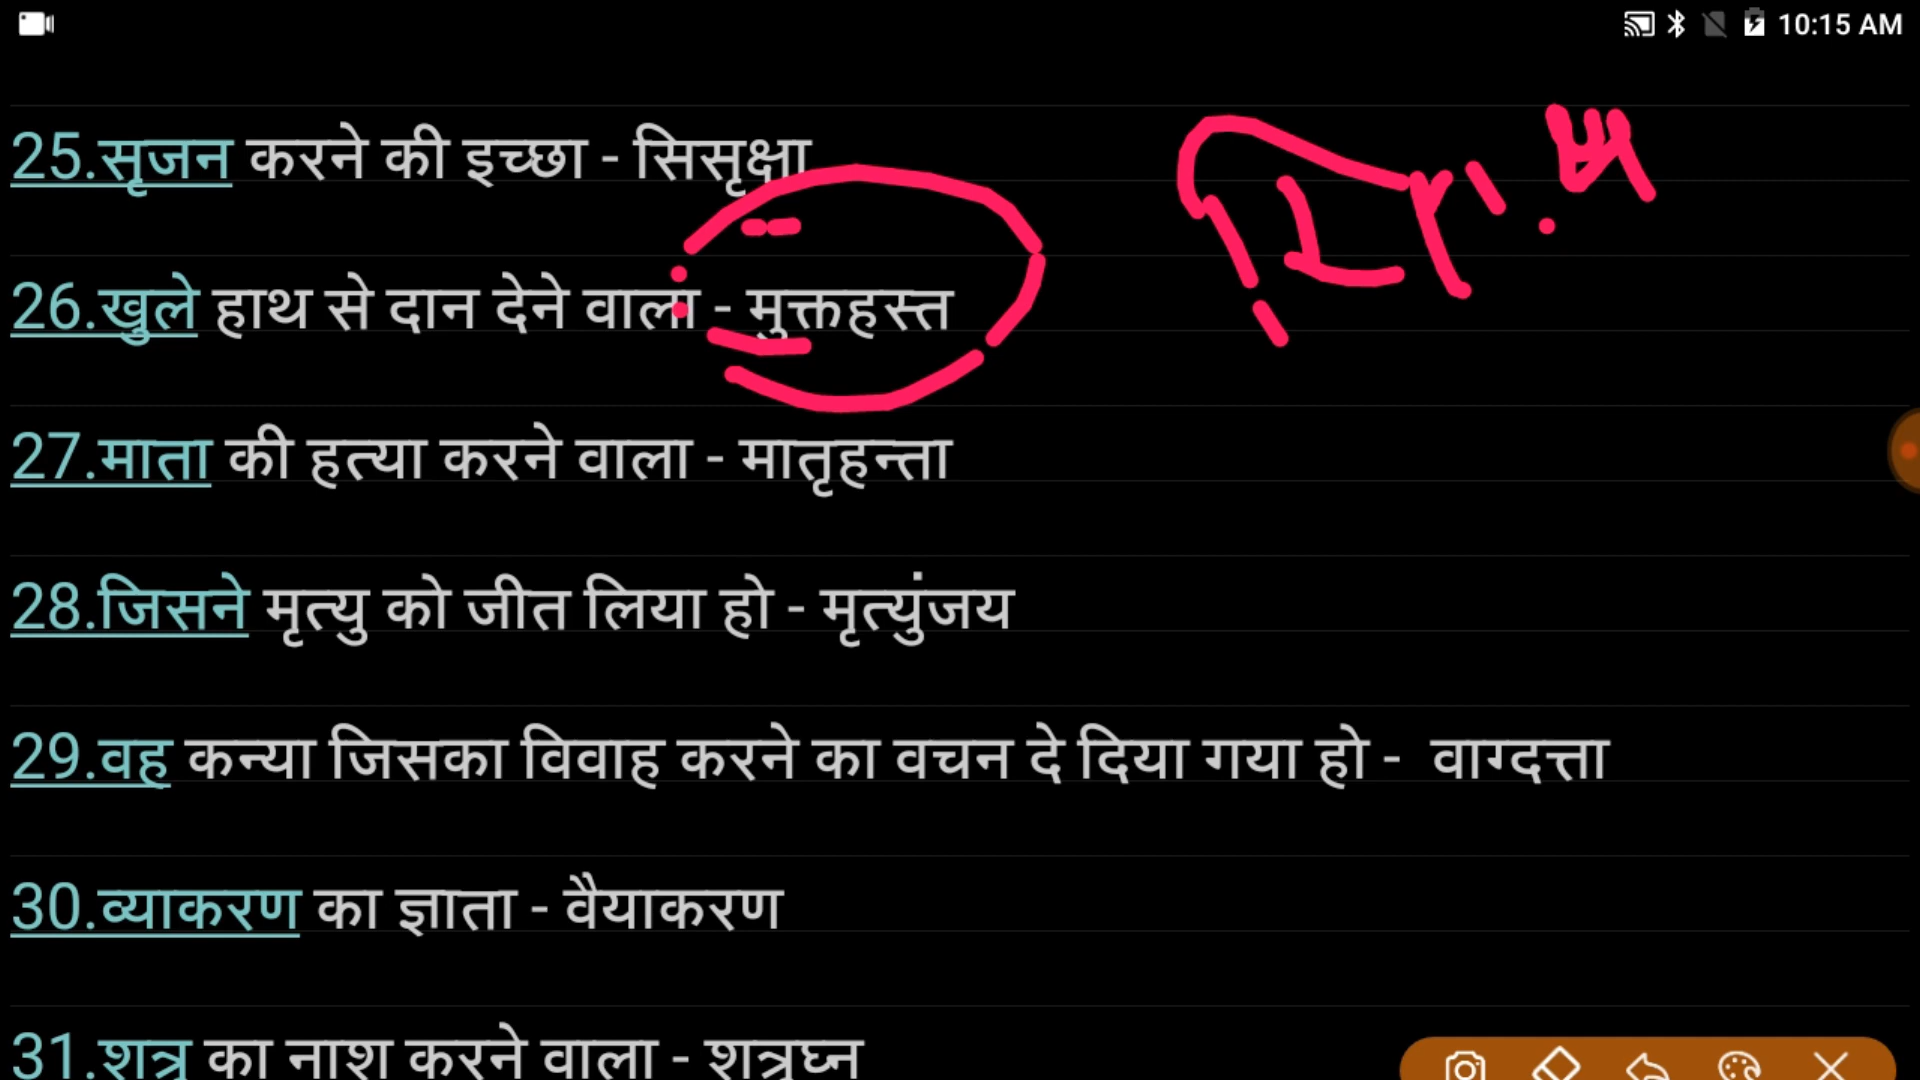 10:15 AM
25.सृजन करने की इच्छा - सिसृक्षा
26.खुले हाथ से दान देने वाला - मुक्तहस्त
27.माता की हत्या करने वाला - मातृहन्ता
28.जिसने मृत्यु को जीत लिया हो - मृत्युंजय
29.वह कन्या जिसका विवाह करने का वचन दे दिया गया हो - वाग्दत्ता
30.व्याकरण का ज्ञाता - वैयाकरण
31.शत्रु का नाश करने वाला - शत्रुघ्न